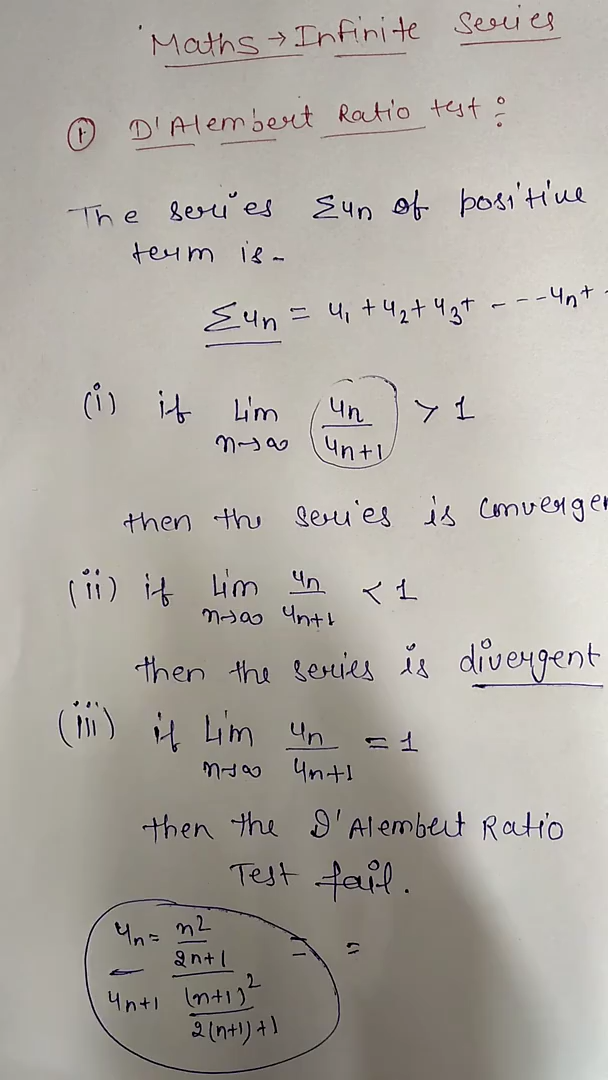 Maths → Infinite Series
① D'Alembert Ratio test :
The series Σun of positive
term is -
Σun = u1 + u2 + u3 + - - - un + -
(i) if Lim n→∞ un/un+1 > 1
then the series is converge
(ii) if Lim n→∞ un/un+1 < 1
then the series is divergent
(iii) if Lim n→∞ un/un+1 = 1
then the D'Alembert Ratio
Test fail.
un/un+1 = n2/2n+1 / (n+1)2/2(n+1)+1 = =